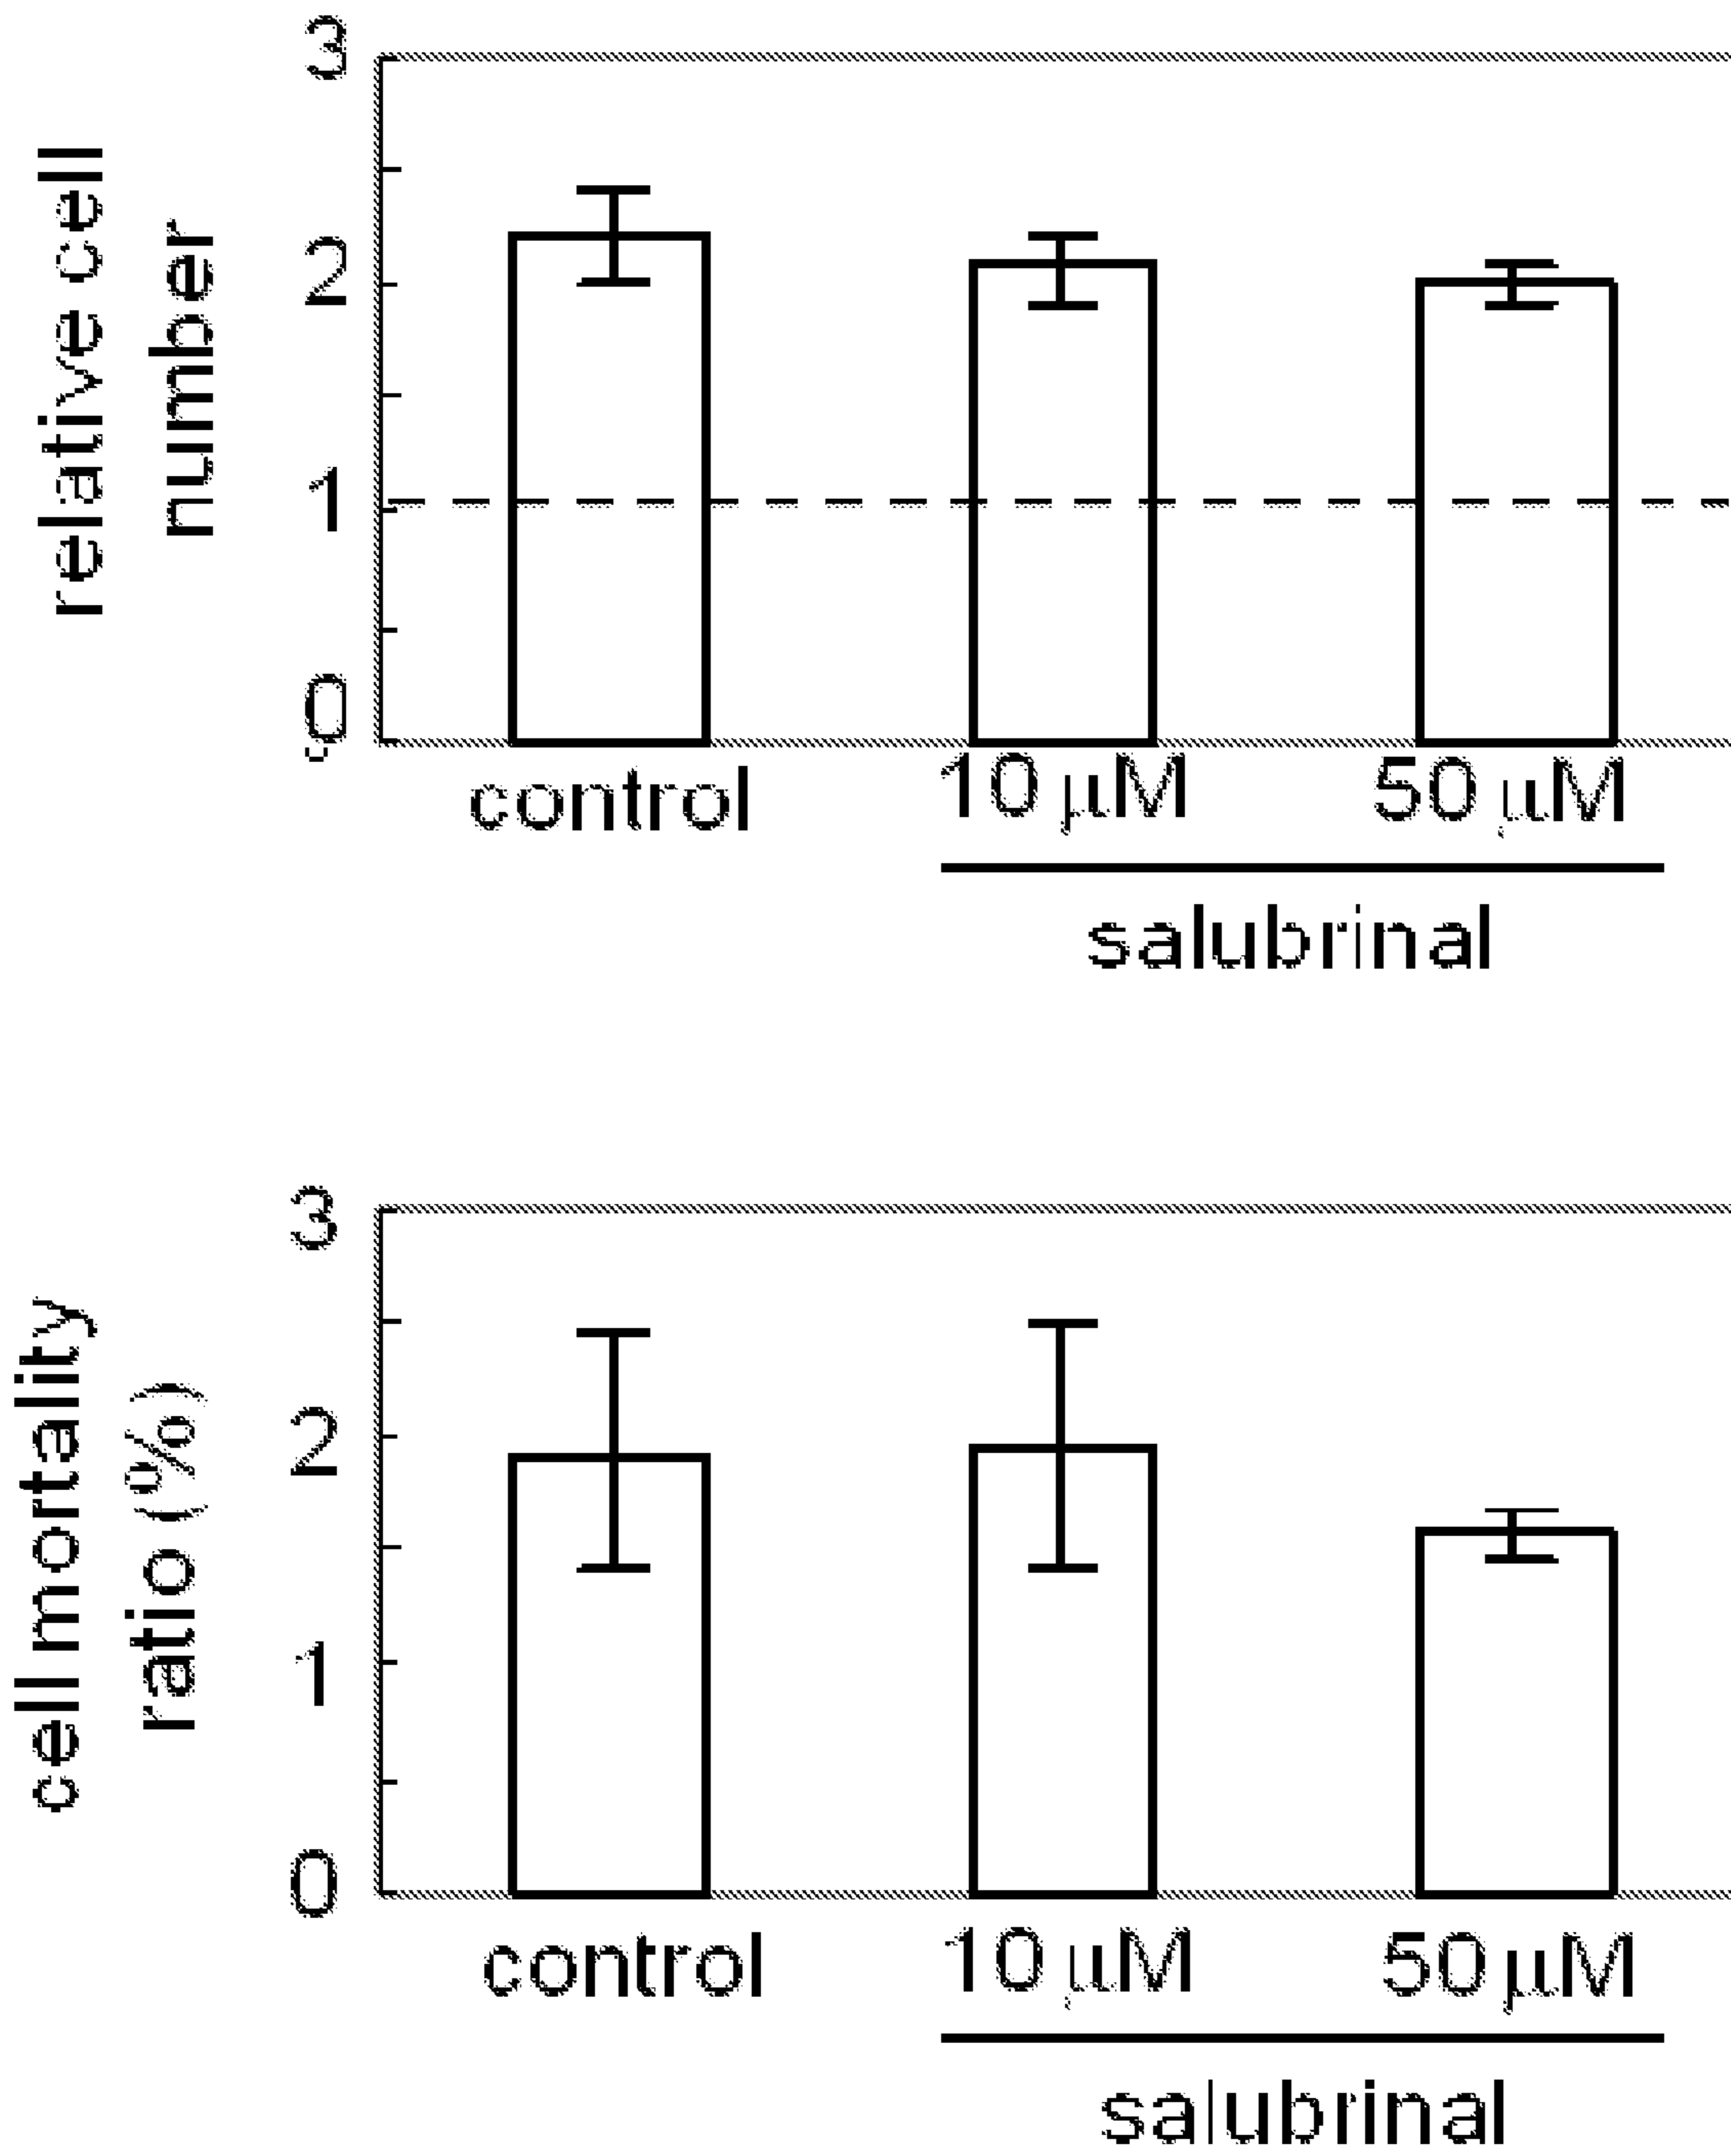 relative cell
number
3
2
1
0
control
10 μM
50 μM
salubrinal
cell mortality
ratio (%)
3
2
1
0
control
10 μM
50 μM
salubrinal